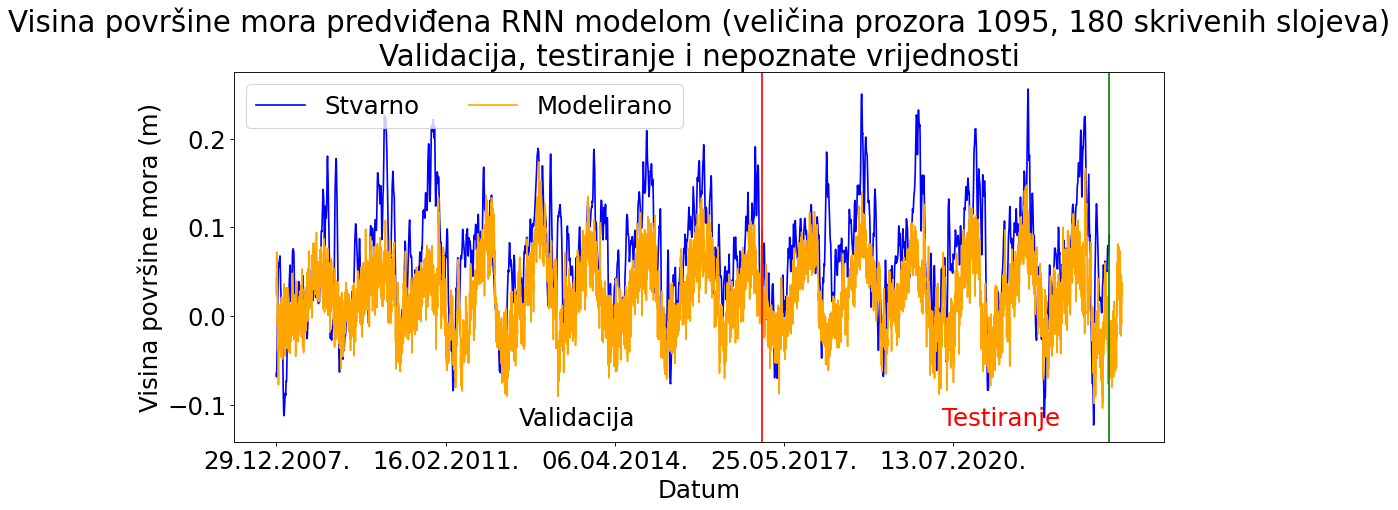 Visina površine mora predviđena RNN modelom (veličina prozora 1095, 180 skrivenih slojeva)
Validacija, testiranje i nepoznate vrijednosti
Stvarno Modelirano
Visina površine mora (m)
0.2
0.1
0.0
−0.1
Validacija
Testiranje
29.12.2007. 16.02.2011. 06.04.2014. 25.05.2017. 13.07.2020.
Datum